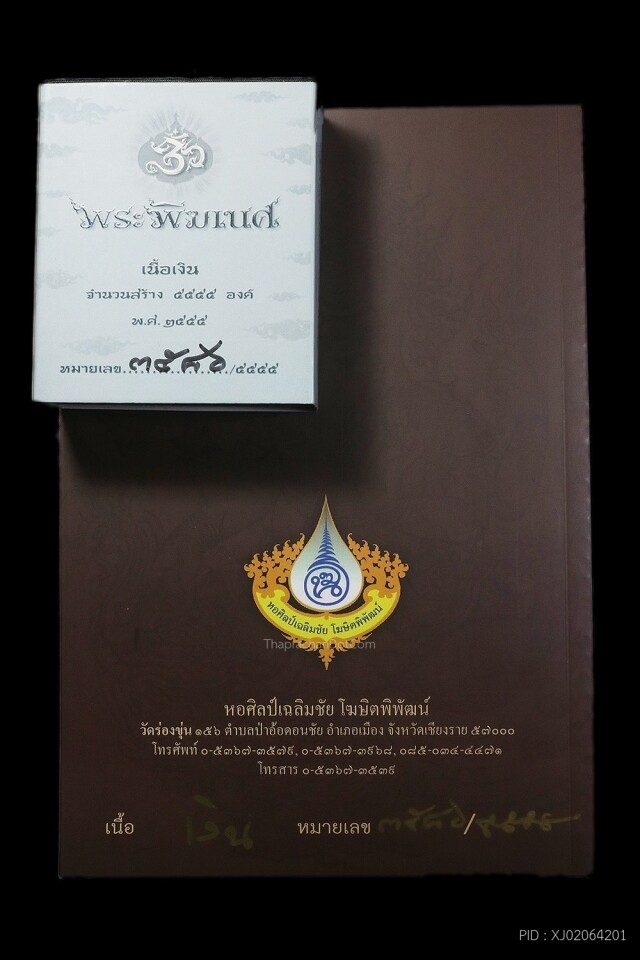 พระพิฆเนศ
เนื้อเงิน
จำนวนสร้าง ๕๕๕๕ องค์
พ.ศ. ๒๕๕๕
หมายเลข..................../๕๕๕๕
หอศิลป์เฉลิมชัย โฆษิตพิพัฒน์
Thaprachan.com
หอศิลป์เฉลิมชัย โฆษิตพิพัฒน์
วัดร่องขุ่น ๑๕๖ ตำบลป่าอ้อดอนชัย อำเภอเมือง จังหวัดเชียงราย ๕๗๐๐๐
โทรศัพท์ ๐-๕๓๖๗-๓๕๗๙, ๐-๕๓๖๗-๓๙๖๘, ๐๘๕-๐๓๔-๔๔๗๑
โทรสาร ๐-๕๓๖๗-๓๕๓๙
เนื้อ เงิน หมายเลข /๕๕๕๕
PID : XJ02064201